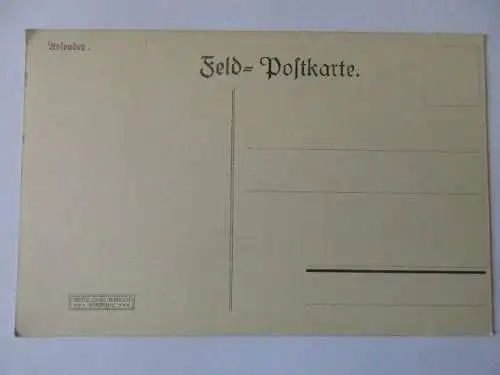 Absender.
Feld= Postkarte.